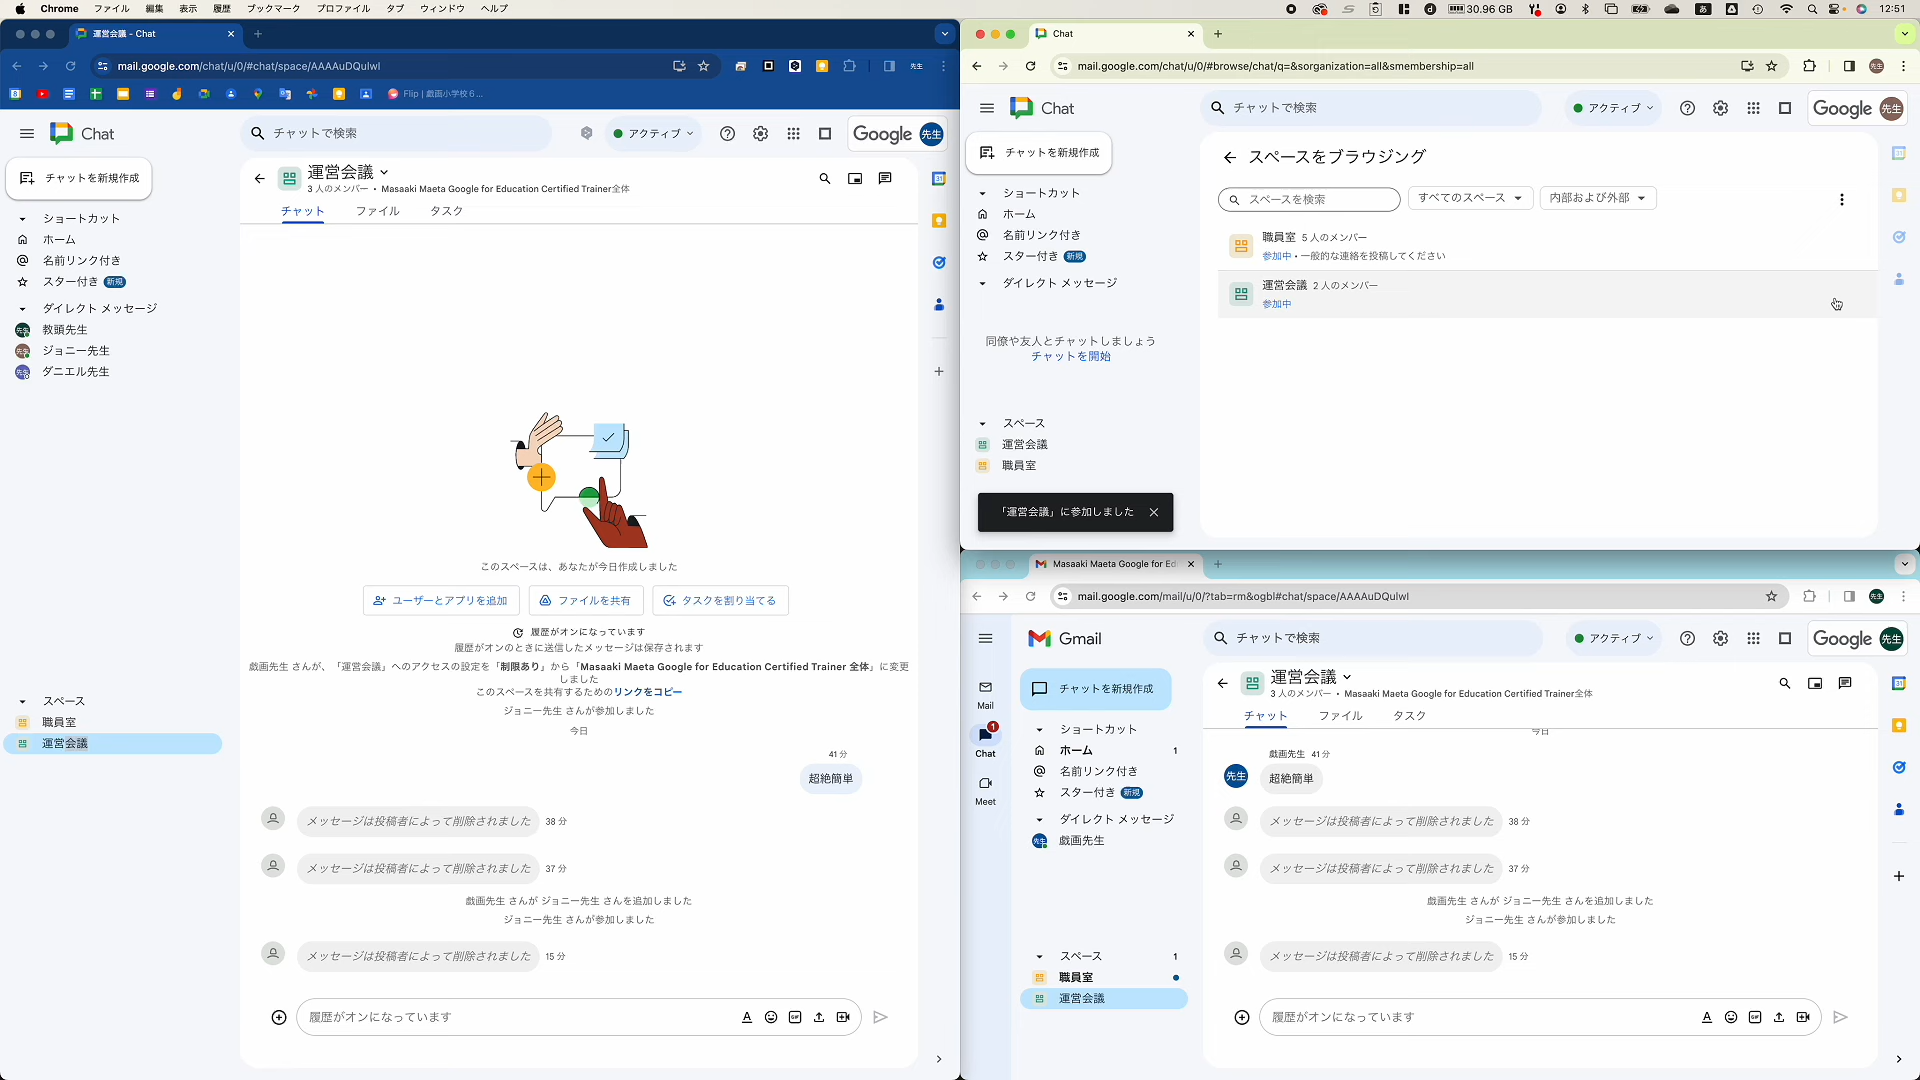 Chrome ファイル 編集 表示 履歴 ブックマーク プロファイル タブ ウィンドウ ヘルプ
30.96 GB 12:51
運営会議 - Chat
mail.google.com/chat/u/0/#chat/space/AAAAuDQulwI
先生
Flip | 戯画小学校６...
Chat
チャットで検索
アクティブ
Google 先生
チャットを新規作成
ショートカット
ホーム
名前リンク付き
スター付き 新規
ダイレクト メッセージ
教頭先生
ジョニー先生
ダニエル先生
スペース
職員室
運営会議
運営会議
3 人のメンバー • Masaaki Maeta Google for Education Certified Trainer全体
チャット ファイル タスク
このスペースは、あなたが今日作成しました
ユーザーとアプリを追加 ファイルを共有 タスクを割り当てる
履歴がオンになっています
履歴がオンのときに送信したメッセージは保存されます
戯画先生 さんが、「運営会議」へのアクセスの設定を「制限あり」から「Masaaki Maeta Google for Education Certified Trainer 全体」に変更
しました
このスペースを共有するためのリンクをコピー
ジョニー先生 さんが参加しました
今日
41 分
超絶簡単
メッセージは投稿者によって削除されました 38 分
メッセージは投稿者によって削除されました 37 分
戯画先生 さんが ジョニー先生 さんを追加しました
ジョニー先生 さんが参加しました
メッセージは投稿者によって削除されました 15 分
履歴がオンになっています
Chat
mail.google.com/chat/u/0/#browse/chat/q=&sorganization=all&smembership=all
Chat
チャットで検索
アクティブ
Google 先生
チャットを新規作成
ショートカット
ホーム
名前リンク付き
スター付き 新規
ダイレクト メッセージ
同僚や友人とチャットしましょう
チャットを開始
スペース
運営会議
職員室
「運営会議」に参加しました
スペースをブラウジング
スペースを検索 すべてのスペース 内部および外部
職員室 5 人のメンバー
参加中 • 一般的な連絡を投稿してください
運営会議 2 人のメンバー
参加中
Masaaki Maeta Google for Ed
mail.google.com/mail/u/0/?tab=rm&ogbl#chat/space/AAAAuDQulwI
Gmail
チャットで検索
アクティブ
Google 先生
Mail
1
Chat
Meet
チャットを新規作成
ショートカット
ホーム 1
名前リンク付き
スター付き 新規
ダイレクト メッセージ
戯画先生
スペース 1
職員室
運営会議
運営会議
3 人のメンバー • Masaaki Maeta Google for Education Certified Trainer全体
チャット ファイル タスク
今日
戯画先生 41 分
先生 超絶簡単
メッセージは投稿者によって削除されました 38 分
メッセージは投稿者によって削除されました 37 分
戯画先生 さんが ジョニー先生 さんを追加しました
ジョニー先生 さんが参加しました
メッセージは投稿者によって削除されました 15 分
履歴がオンになっています